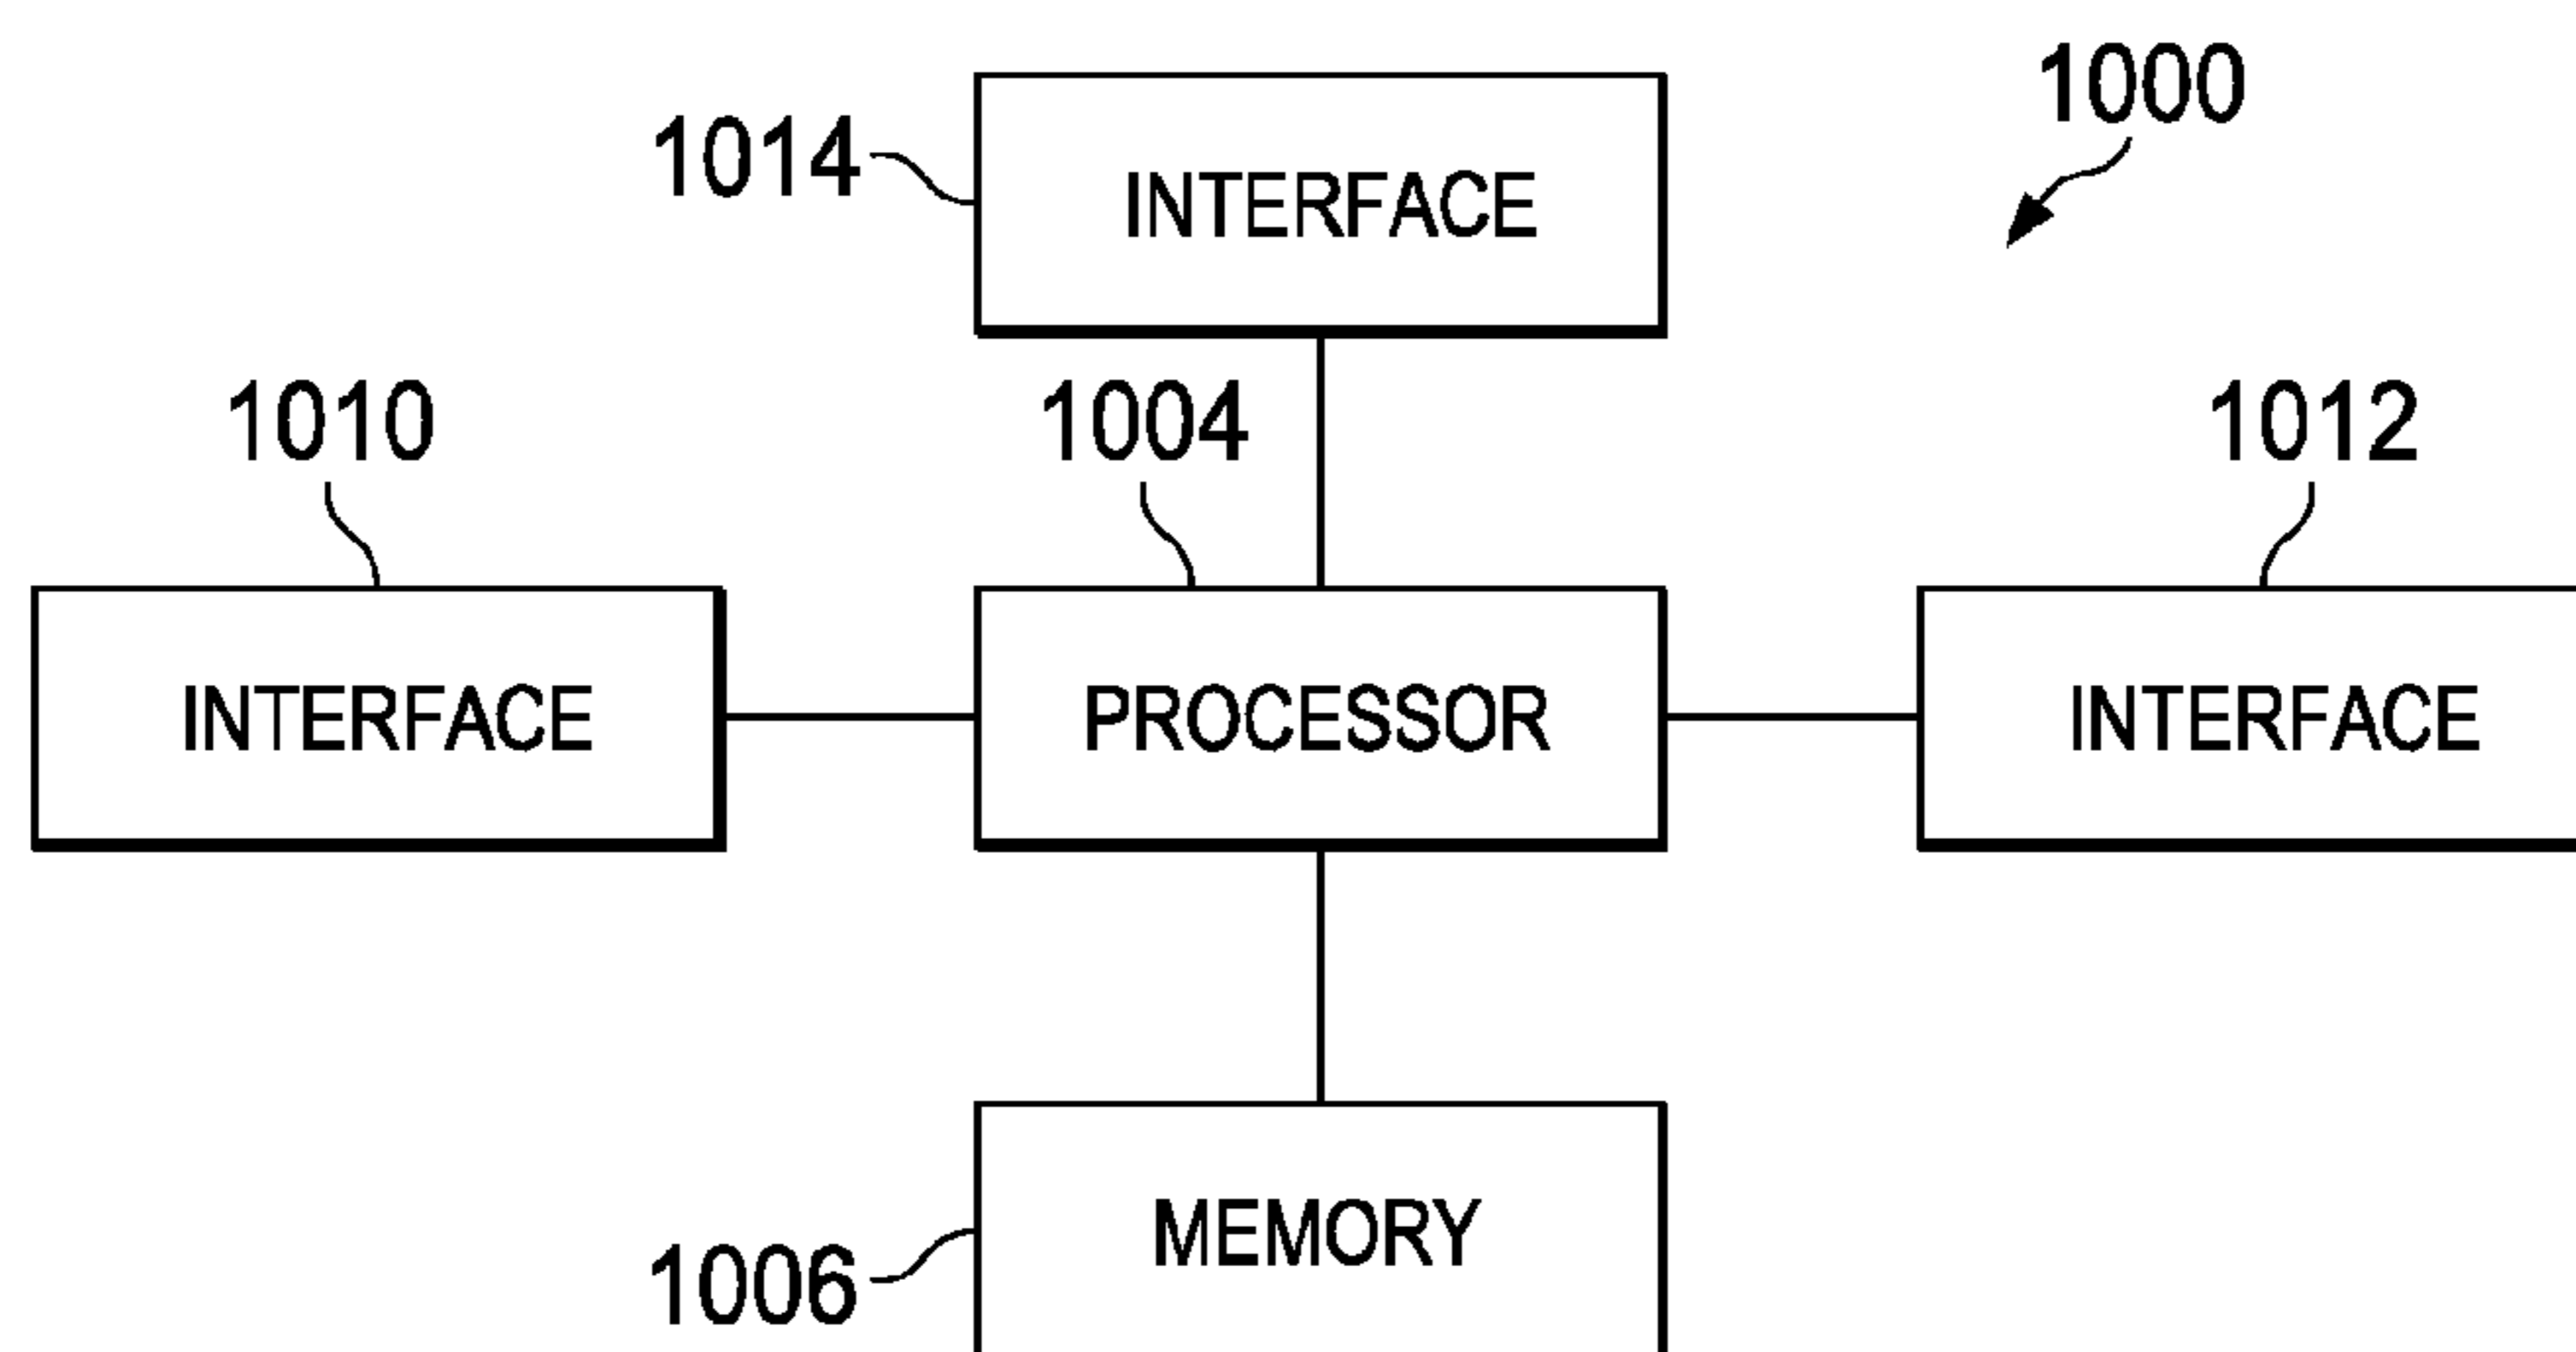 1000
1014
INTERFACE
1010
1004
1012
INTERFACE
PROCESSOR
INTERFACE
MEMORY
1006